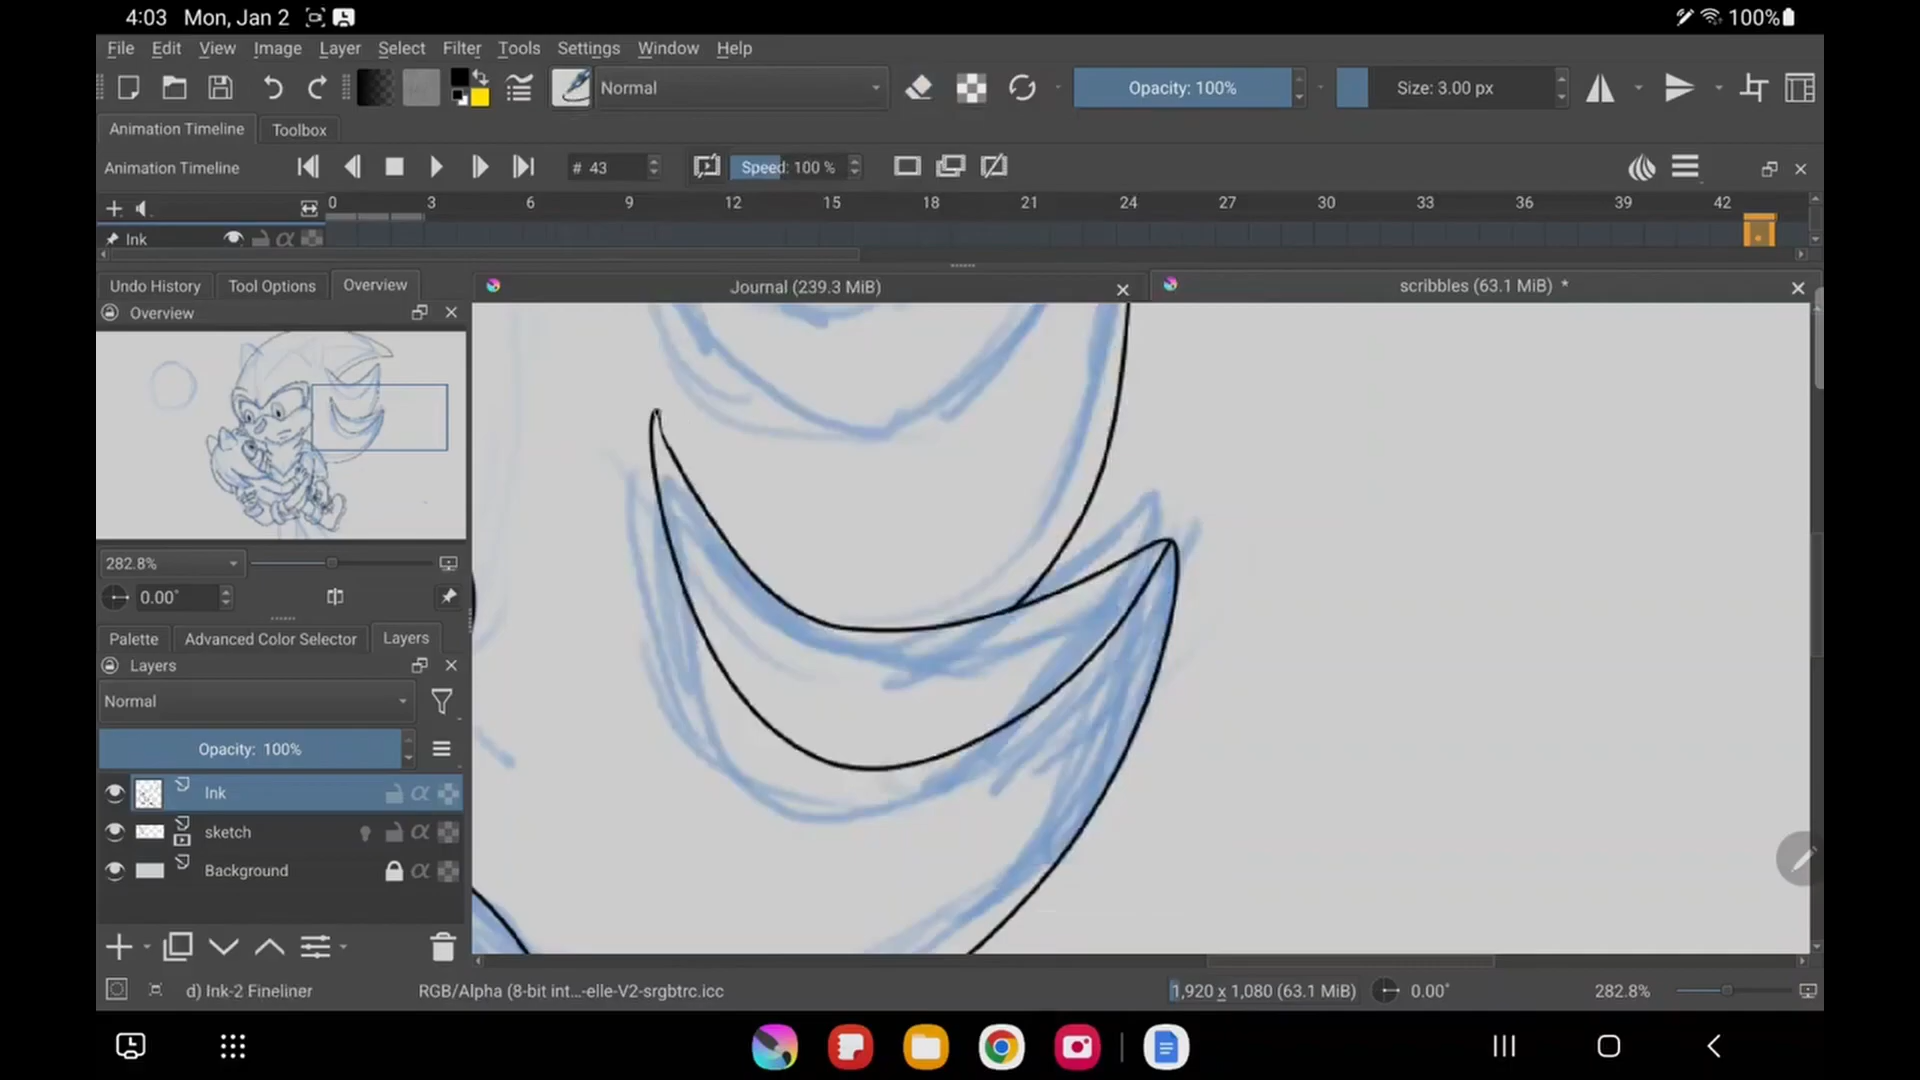 4:03 Mon, Jan 2 100%
File Edit View Image Layer Select Filter Tools Settings Window Help
Normal Opacity: 100% Size: 3.00 px
Animation Timeline Toolbox
Animation Timeline # 43 Speed: 100 %
0 3 6 9 12 15 18 21 24 27 30 33 36 39 42
Ink
Undo History Tool Options Overview Journal (239.3 MiB) scribbles (63.1 MiB) *
Overview
282.8%
0.00°
Palette Advanced Color Selector Layers
Layers
Normal
Opacity: 100%
Ink
sketch
Background
d) Ink-2 Fineliner RGB/Alpha (8-bit int...-elle-V2-srgbtrc.icc 1,920 x 1,080 (63.1 MiB) 0.00° 282.8%